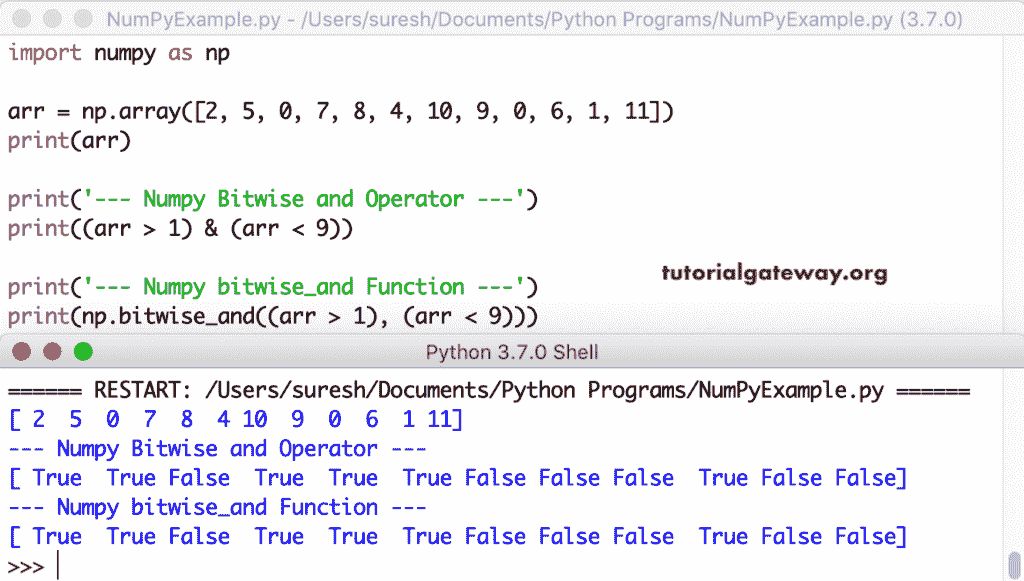 NumPyExample.py - /Users/suresh/Documents/Python Programs/NumPyExample.py (3.7.0)
import numpy as np
arr = np.array([2, 5, 0, 7, 8, 4, 10, 9, 0, 6, 1, 11])
print(arr)
print('--- Numpy Bitwise and Operator ---')
print((arr > 1) & (arr < 9))
tutorialgateway.org
print('--- Numpy bitwise_and Function ---')
print(np.bitwise_and((arr > 1), (arr < 9)))
Python 3.7.0 Shell
====== RESTART: /Users/suresh/Documents/Python Programs/NumPyExample.py ======
[ 2  5  0  7  8  4 10  9  0  6  1 11]
--- Numpy Bitwise and Operator ---
[ True  True False  True  True  True False False False  True False False]
--- Numpy bitwise_and Function ---
[ True  True False  True  True  True False False False  True False False]
>>>